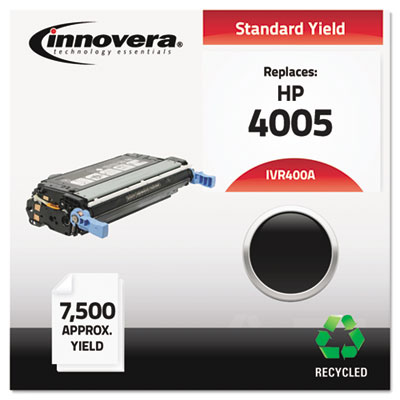 innovera
technology essentials
Standard Yield
Replaces:
HP
4005
IVR400A
7,500
APPROX.
YIELD
RECYCLED